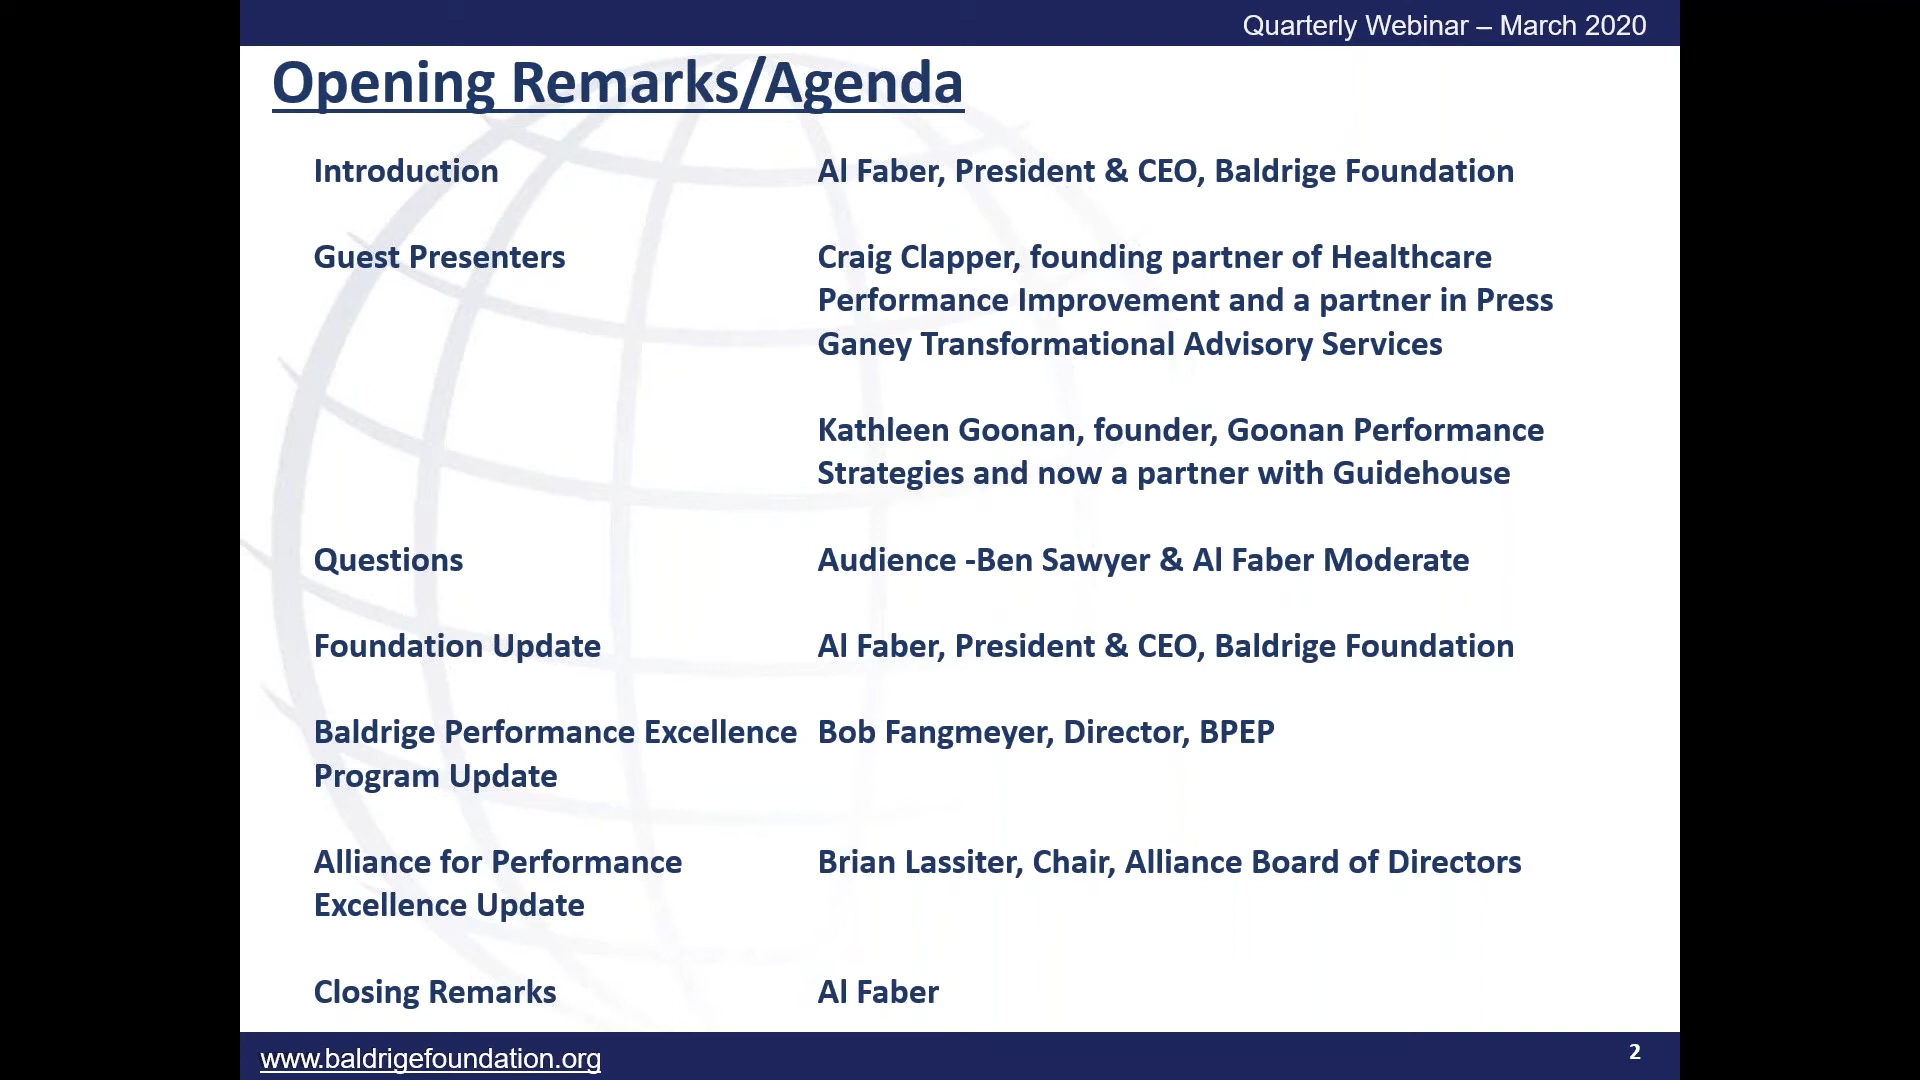 Quarterly Webinar – March 2020
Opening Remarks/Agenda
Introduction
Al Faber, President & CEO, Baldrige Foundation
Guest Presenters
Craig Clapper, founding partner of Healthcare
Performance Improvement and a partner in Press
Ganey Transformational Advisory Services
Kathleen Goonan, founder, Goonan Performance
Strategies and now a partner with Guidehouse
Questions
Audience -Ben Sawyer & Al Faber Moderate
Foundation Update
Al Faber, President & CEO, Baldrige Foundation
Baldrige Performance Excellence
Program Update
Bob Fangmeyer, Director, BPEP
Alliance for Performance
Excellence Update
Brian Lassiter, Chair, Alliance Board of Directors
Closing Remarks
Al Faber
www.baldrigefoundation.org
2